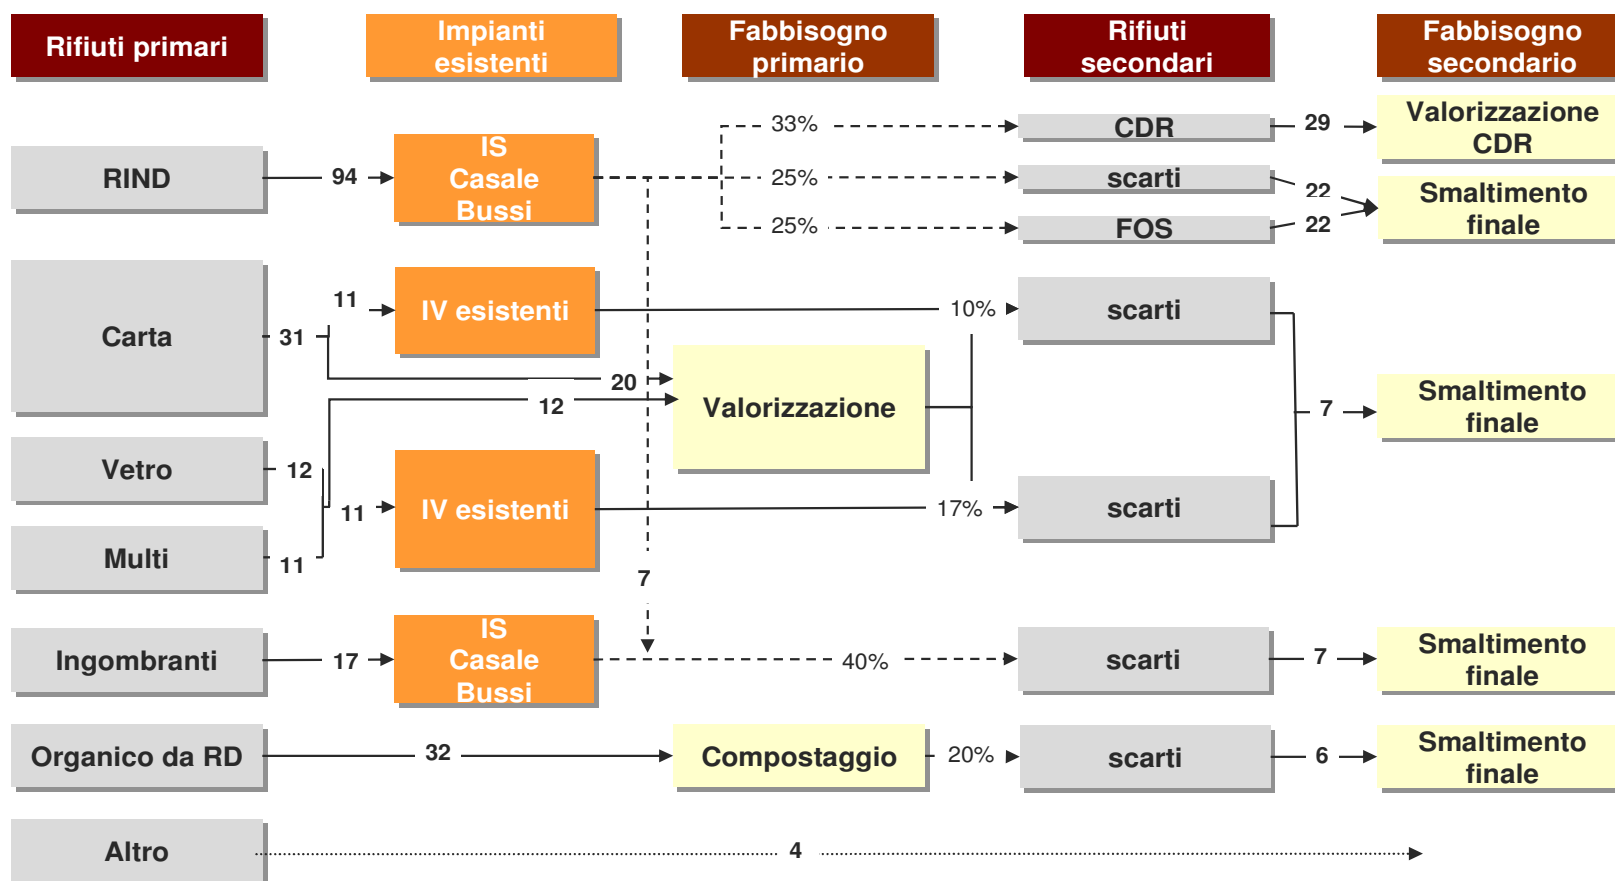 Rifiuti primari
Impianti
esistenti
Fabbisogno
primario
Rifiuti
secondari
Fabbisogno
secondario
RIND
94
IS
Casale
Bussi
33%
25%
25%
CDR
scarti
FOS
29
22
22
Valorizzazione
CDR
Smaltimento
finale
Carta
31
11
IV esistenti
20
12
10%
scarti
Valorizzazione
7
Smaltimento
finale
Vetro
12
Multi
11
11
IV esistenti
17%
scarti
7
Ingombranti
17
IS
Casale
Bussi
40%
scarti
7
Smaltimento
finale
Organico da RD
32
Compostaggio
20%
scarti
6
Smaltimento
finale
Altro
4